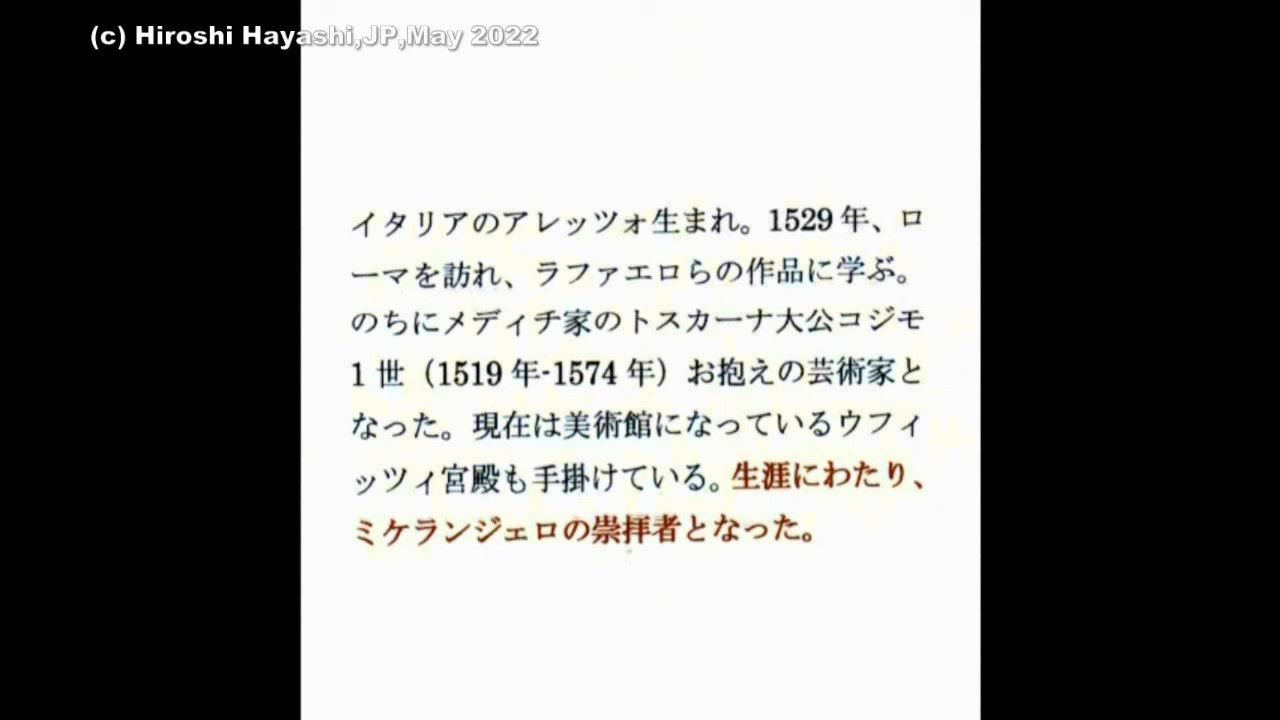 (c) Hiroshi Hayashi,JP,May 2022
イタリアのアレッツォ生まれ。1529年、ロ
ーマを訪れ、ラファエロらの作品に学ぶ。
のちにメディチ家のトスカーナ大公コジモ
1世（1519年-1574年）お抱えの芸術家と
なった。現在は美術館になっているウフィ
ッツィ宮殿も手掛けている。生涯にわたり、
ミケランジェロの崇拝者となった。